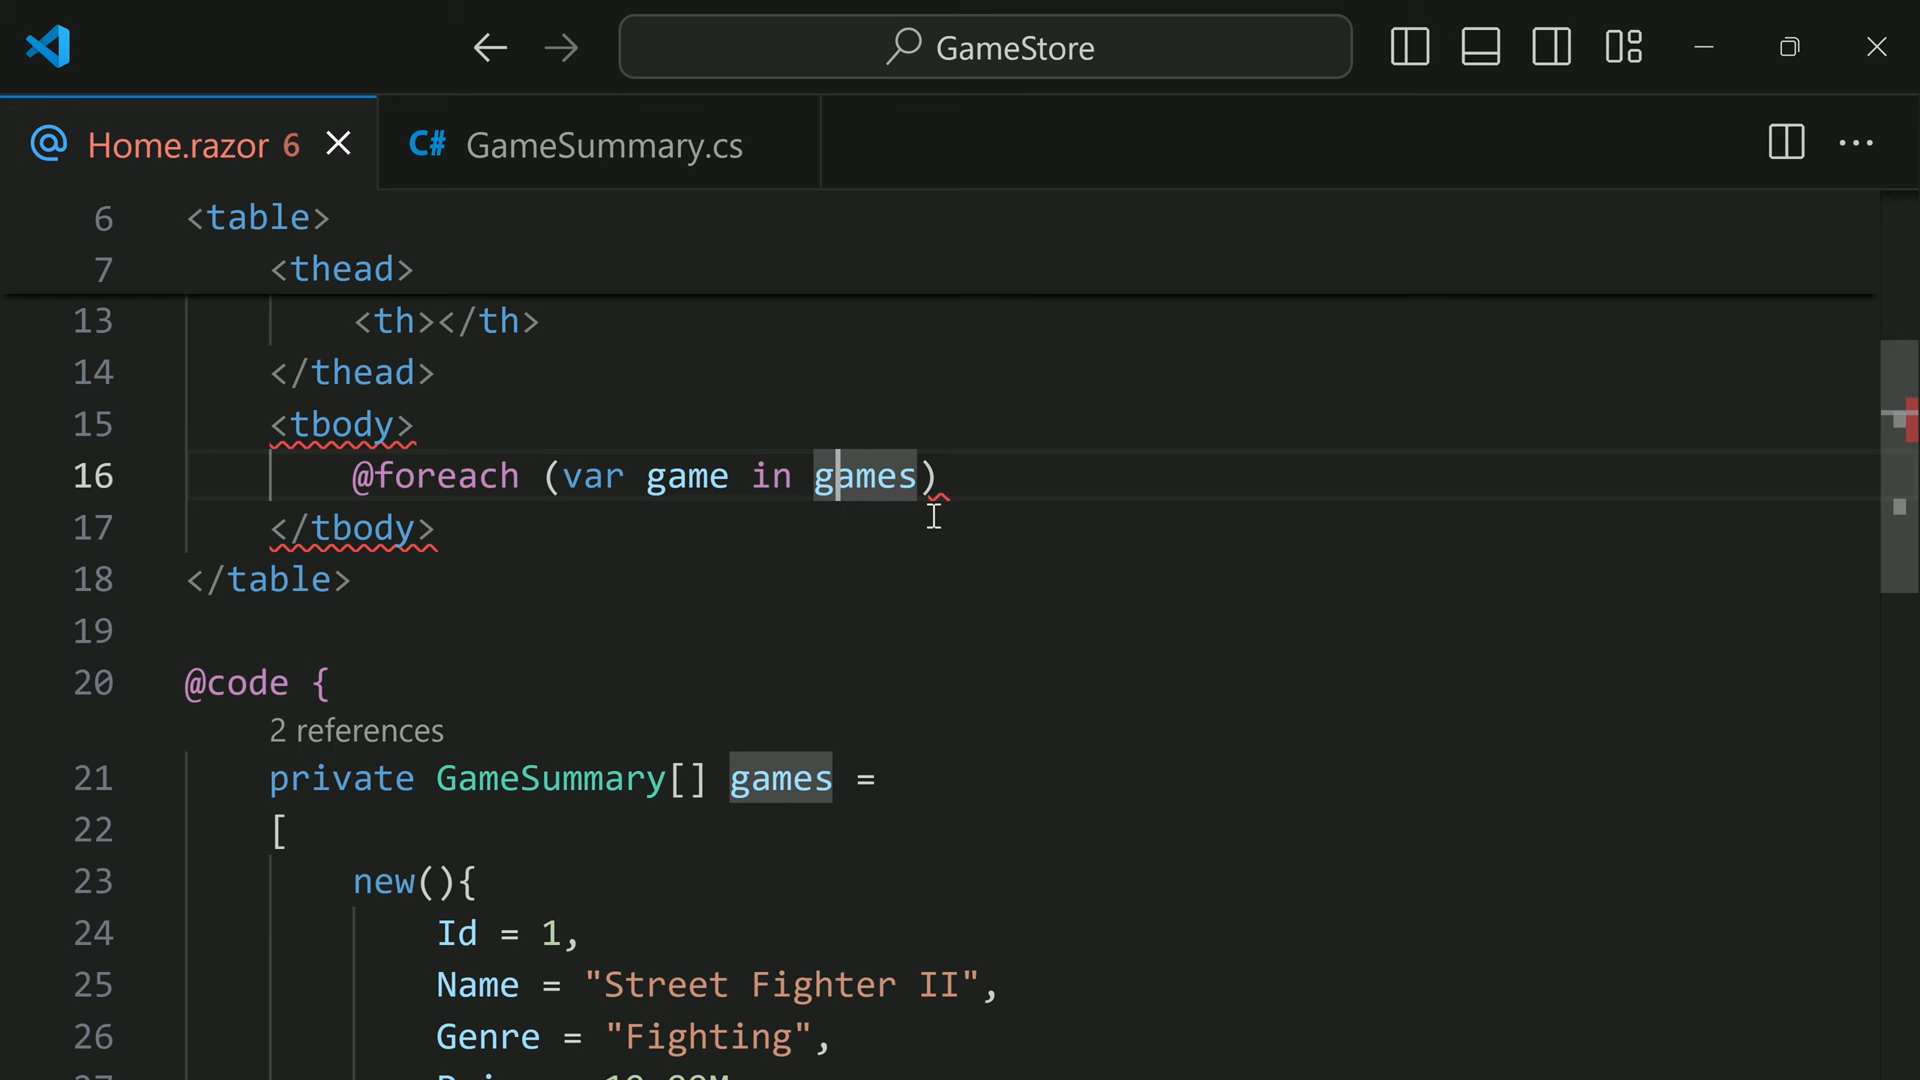 GameStore
Home.razor 6
C# GameSummary.cs
6 <table>
7 <thead>
13 <th></th>
14 </thead>
15 <tbody>
16 @foreach (var game in games)
17 </tbody>
18 </table>
19
20 @code {
2 references
21 private GameSummary[] games =
22 [
23 new(){
24 Id = 1,
25 Name = "Street Fighter II",
26 Genre = "Fighting",